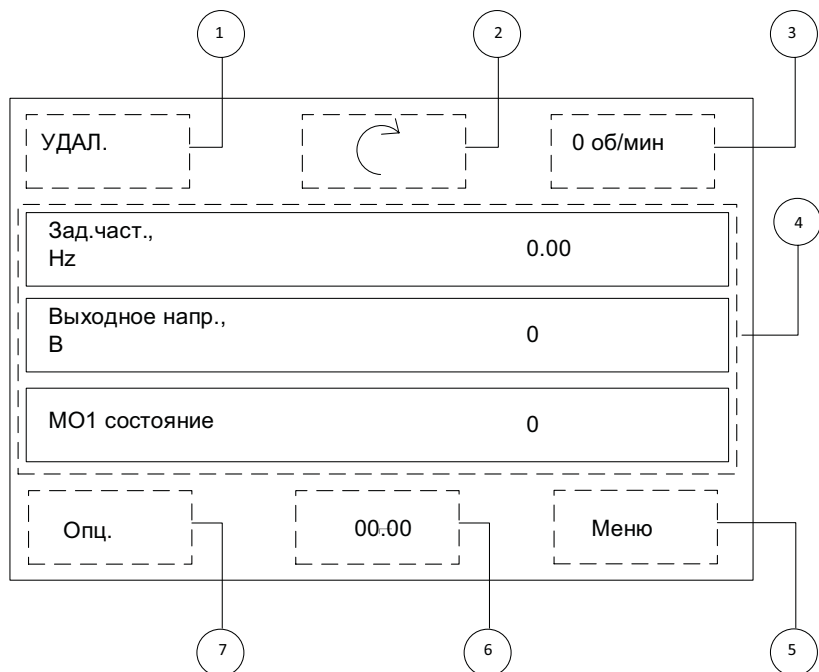 1
2
3
УДАЛ.
0 об/мин
4
Зад.част.,
Hz
0.00
Выходное напр.,
В
0
МО1 состояние
0
Опц.
00:00
Меню
7
6
5